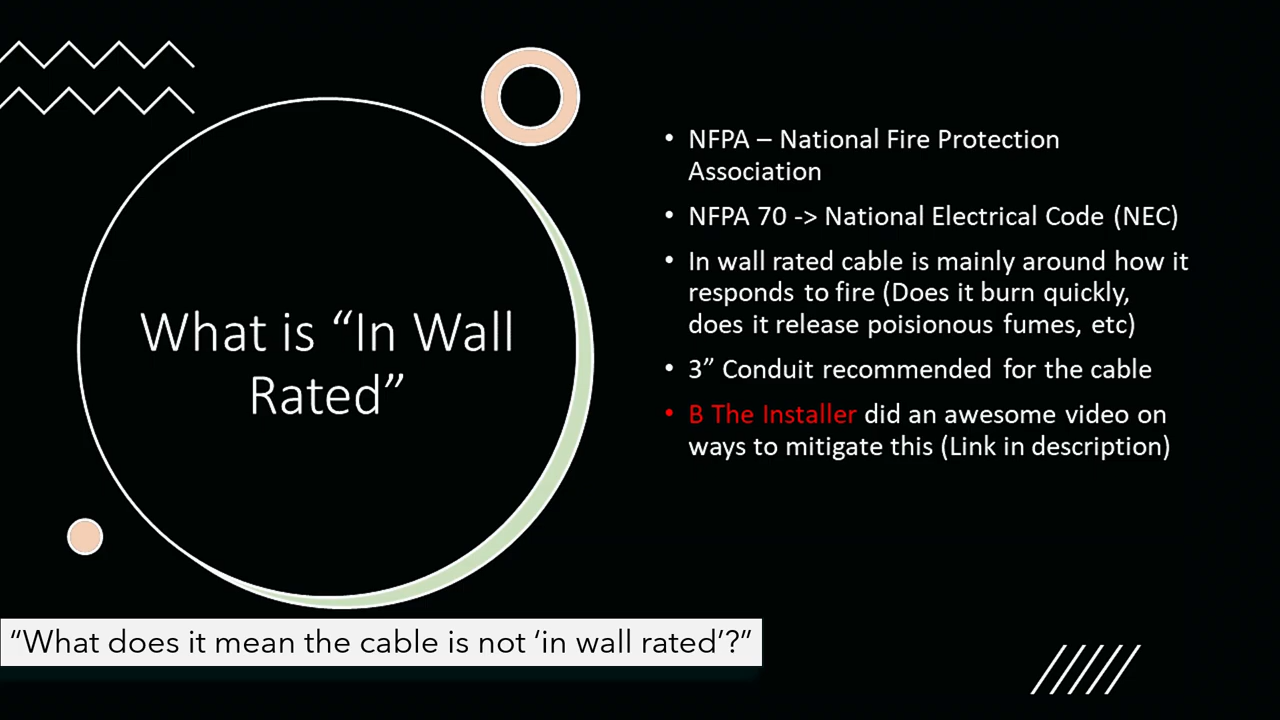 What is “In Wall
Rated”
• NFPA – National Fire Protection
Association
• NFPA 70 -> National Electrical Code (NEC)
• In wall rated cable is mainly around how it
responds to fire (Does it burn quickly,
does it release poisionous fumes, etc)
• 3” Conduit recommended for the cable
• B The Installer did an awesome video on
ways to mitigate this (Link in description)
“What does it mean the cable is not ‘in wall rated’?”